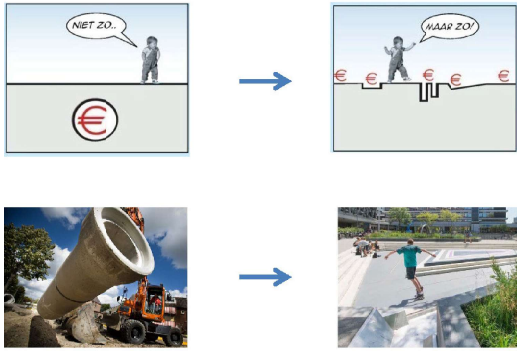 NIET ZO..
MAAR ZO!
€
€ € € € €